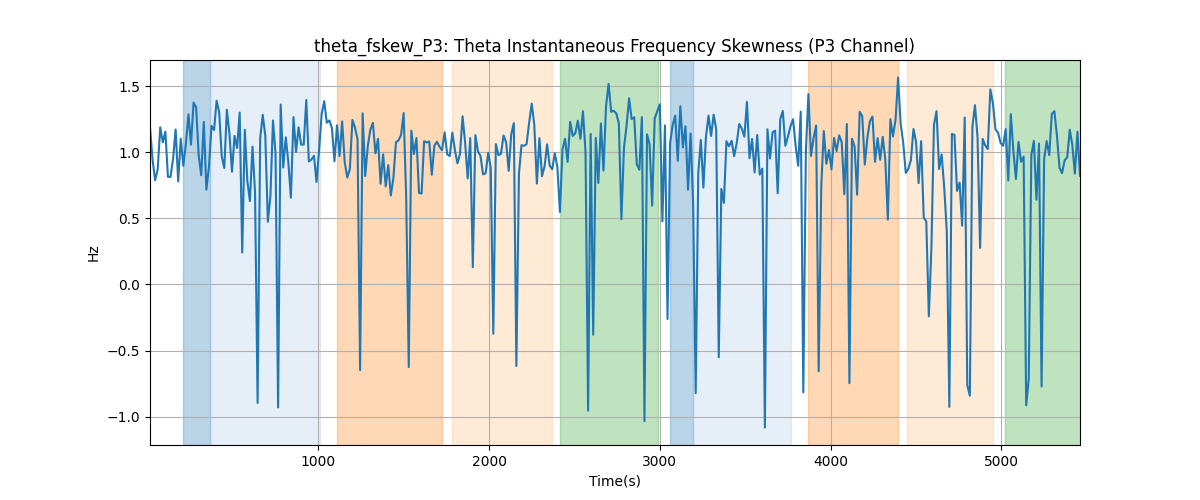 theta_fskew_P3: Theta Instantaneous Frequency Skewness (P3 Channel)
1.5
1.0
0.5
0.0
−0.5
−1.0
Hz
1000 2000 3000 4000 5000
Time(s)